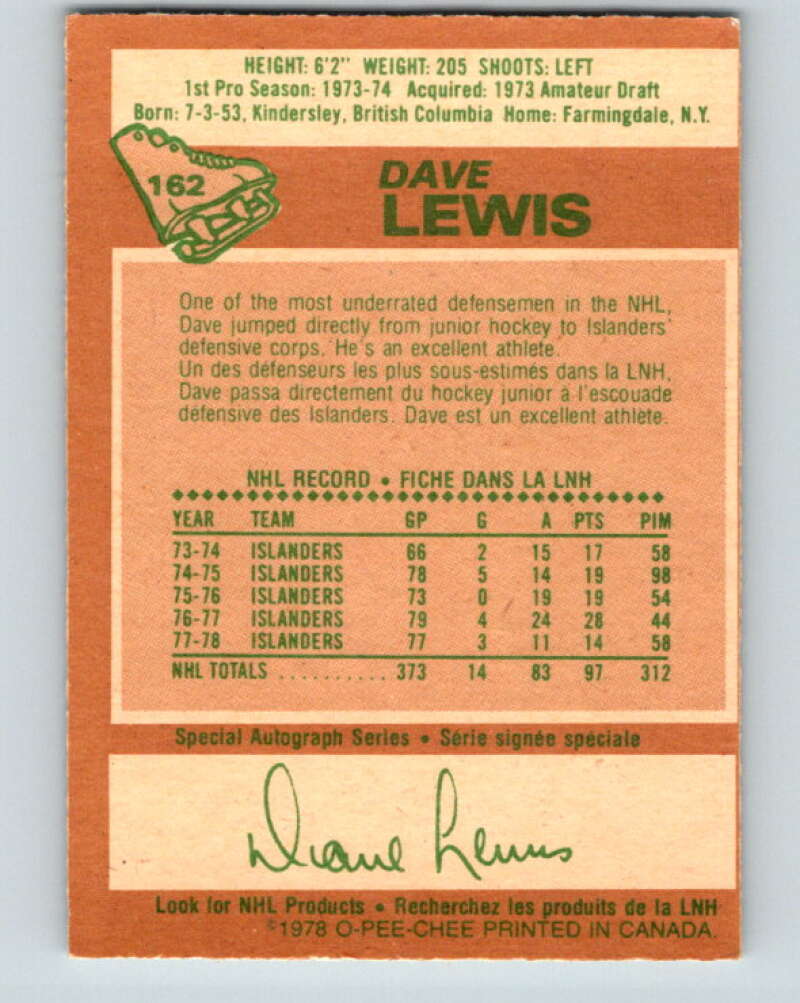 HEIGHT: 6'2" WEIGHT: 205 SHOOTS: LEFT
1st Pro Season: 1973-74 Acquired: 1973 Amateur Draft
Born: 7-3-53, Kindersley, British Columbia Home: Farmingdale, N.Y.
162
DAVE
LEWIS
One of the most underrated defensemen in the NHL,
Dave jumped directly from junior hockey to Islanders'
defensive corps. He's an excellent athlete.
Un des défenseurs les plus sous-estimés dans la LNH,
Dave passa directement du hockey junior à l'escouade
défensive des Islanders. Dave est un excellent athlète.
NHL RECORD • FICHE DANS LA LNH
YEAR TEAM GP G A PTS PIM
73-74 ISLANDERS 66 2 15 17 58
74-75 ISLANDERS 78 5 14 19 98
75-76 ISLANDERS 73 0 19 19 54
76-77 ISLANDERS 79 4 24 28 44
77-78 ISLANDERS 77 3 11 14 58
NHL TOTALS .......... 373 14 83 97 312
Special Autograph Series • Série signée spéciale
Diane Lewis
Look for NHL Products • Recherchez les produits de la LNH
©1978 O-PEE-CHEE PRINTED IN CANADA.